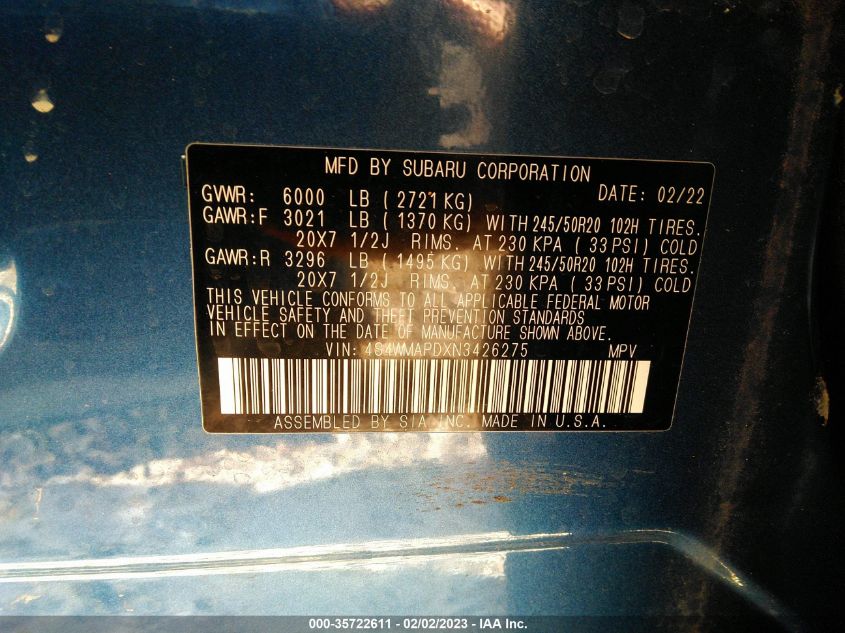 MFD BY SUBARU CORPORATION
GVWR: 6000 LB ( 2721 KG) DATE: 02/22
GAWR:F 3021 LB ( 1370 KG) WITH 245/50R20 102H TIRES.
20X7 1/2J RIMS. AT 230 KPA ( 33 PSI) COLD
GAWR:R 3296 LB ( 1495 KG) WITH 245/50R20 102H TIRES.
20X7 1/2J RIMS. AT 230 KPA ( 33 PSI) COLD
THIS VEHICLE CONFORMS TO ALL APPLICABLE FEDERAL MOTOR
VEHICLE SAFETY AND THEFT PREVENTION STANDARDS
IN EFFECT ON THE DATE OF MANUFACTURE SHOWN ABOVE.
VIN: 4S4WMAPDXN3426275 MPV
ASSEMBLED BY SIA INC. MADE IN U.S.A.
000-35722611 - 02/02/2023 - IAA Inc.